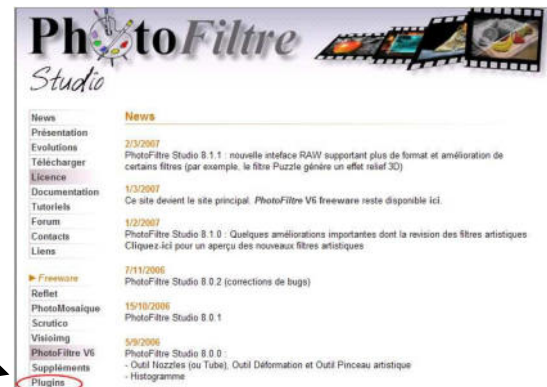 PhotoFiltre
Studio
News
Présentation
Evolutions
Télécharger
Licence
Documentation
Tutoriels
Forum
Contacts
Liens
Freeware
Reflet
PhotoMosaique
Scrutico
Visioimg
PhotoFiltre V6
Suppléments
Plugins
News
2/3/2007
PhotoFiltre Studio 8.1.1 : nouvelle inteface RAW supportant plus de format et amélioration de
certains filtres (par exemple, le filtre Puzzle génére un effet relief 3D)
1/3/2007
Ce site devient le site principal. PhotoFiltre V6 freeware reste disponible ici.
1/2/2007
PhotoFiltre Studio 8.1.0 : Quelques améliorations importantes dont la revision des filtres artistiques
Cliquez-ici pour un aperçu des nouveaux filtres artistiques
7/11/2006
PhotoFiltre Studio 8.0.2 (corrections de bugs)
15/10/2006
PhotoFiltre Studio 8.0.1
5/9/2006
PhotoFiltre Studio 8.0.0 :
- Outil Nozzles (ou Tube), Outil Déformation et Outil Pinceau artistique
- Histogramme